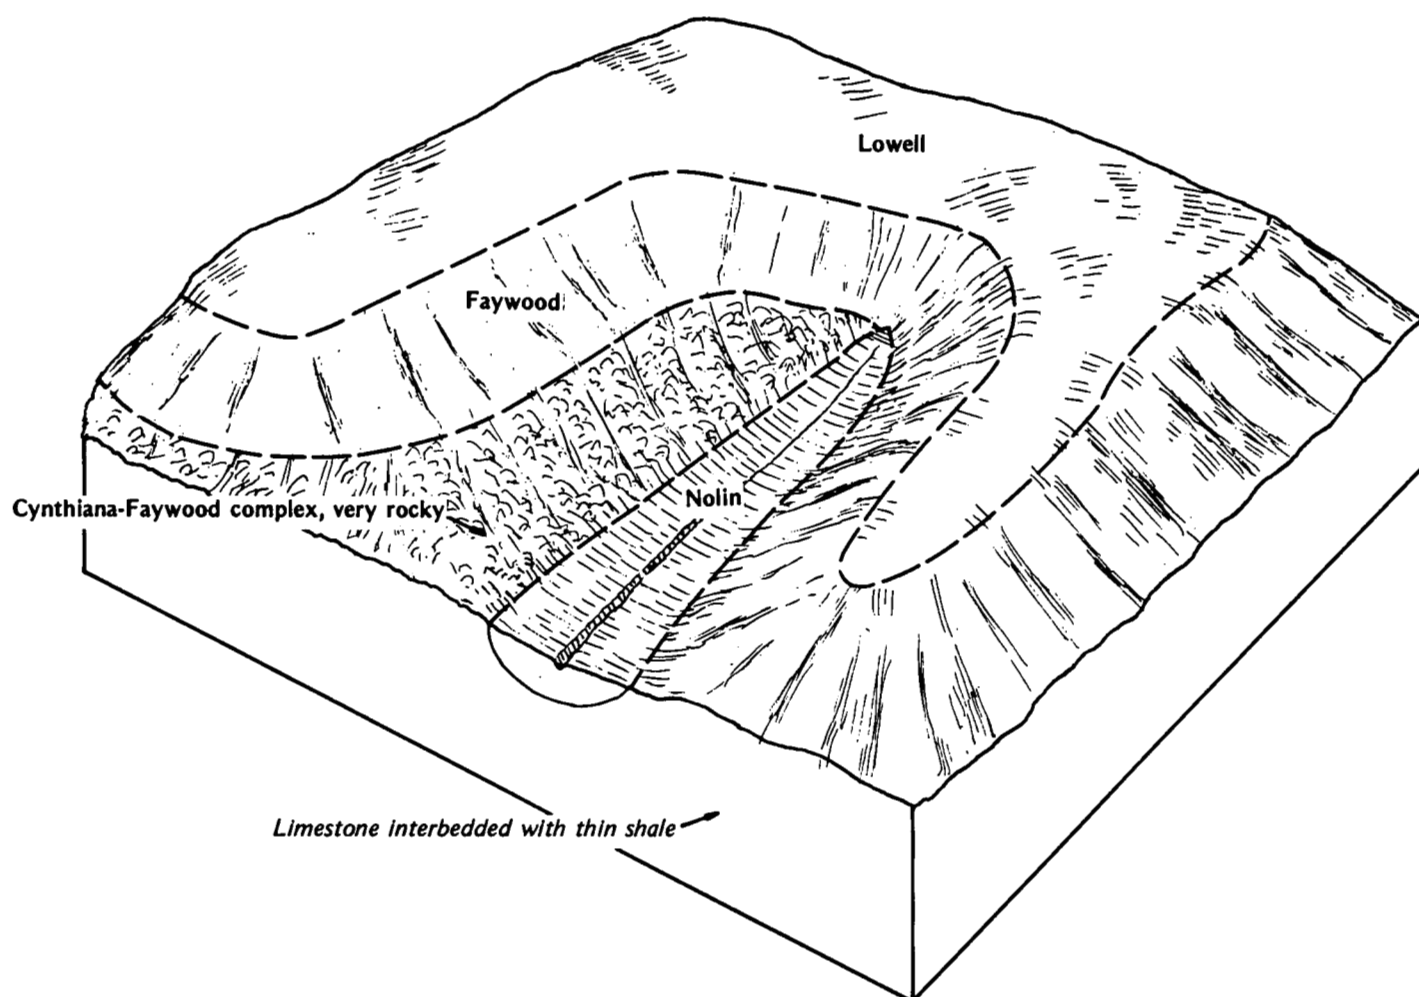 Lowell
Faywood
Nolin
Cynthiana-Faywood complex, very rocky
Limestone interbedded with thin shale